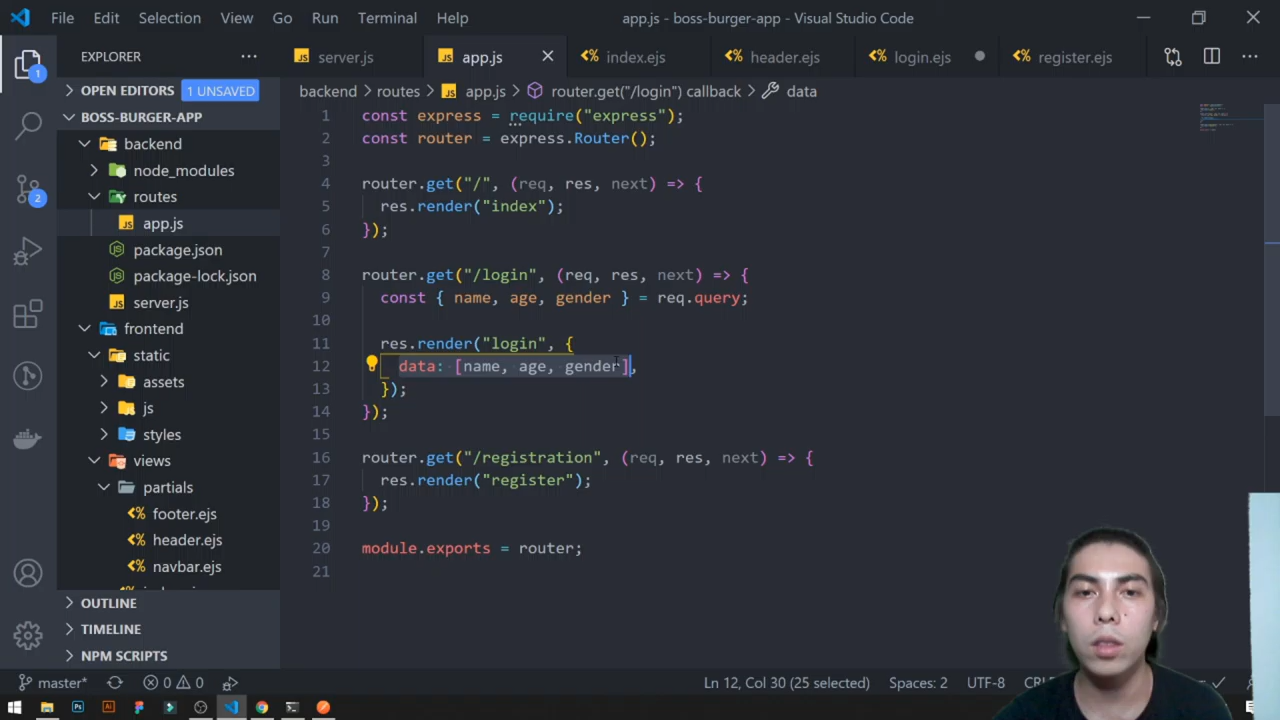 File Edit Selection View Go Run Terminal Help app.js - boss-burger-app - Visual Studio Code
EXPLORER
server.js app.js index.ejs header.ejs login.ejs register.ejs
1
OPEN EDITORS 1 UNSAVED
backend routes app.js router.get("/login") callback data
BOSS-BURGER-APP
backend
node_modules
routes
2
app.js
package.json
package-lock.json
server.js
frontend
static
assets
js
styles
views
partials
footer.ejs
header.ejs
navbar.ejs
OUTLINE
TIMELINE
NPM SCRIPTS
1 const express = require("express");
2 const router = express.Router();
3
4 router.get("/", (req, res, next) => {
5 res.render("index");
6 });
7
8 router.get("/login", (req, res, next) => {
9 const { name, age, gender } = req.query;
10
11 res.render("login", {
12 data: [name, age, gender],
13 });
14 });
15
16 router.get("/registration", (req, res, next) => {
17 res.render("register");
18 });
19
20 module.exports = router;
21
master* 0 0 Ln 12, Col 30 (25 selected) Spaces: 2 UTF-8
Ps Ai